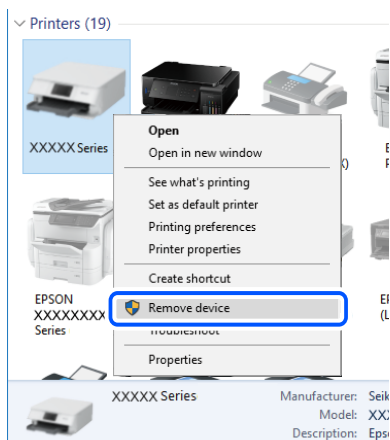 Printers (19)
XXXXX Series
Open
Open in new window
See what's printing
Set as default printer
Printing preferences
Printer properties
Create shortcut
Remove device
Troubleshoot
Properties
EPSON
XXXXXXXX
Series
XXXXX Series
Manufacturer:
Model:
Description: